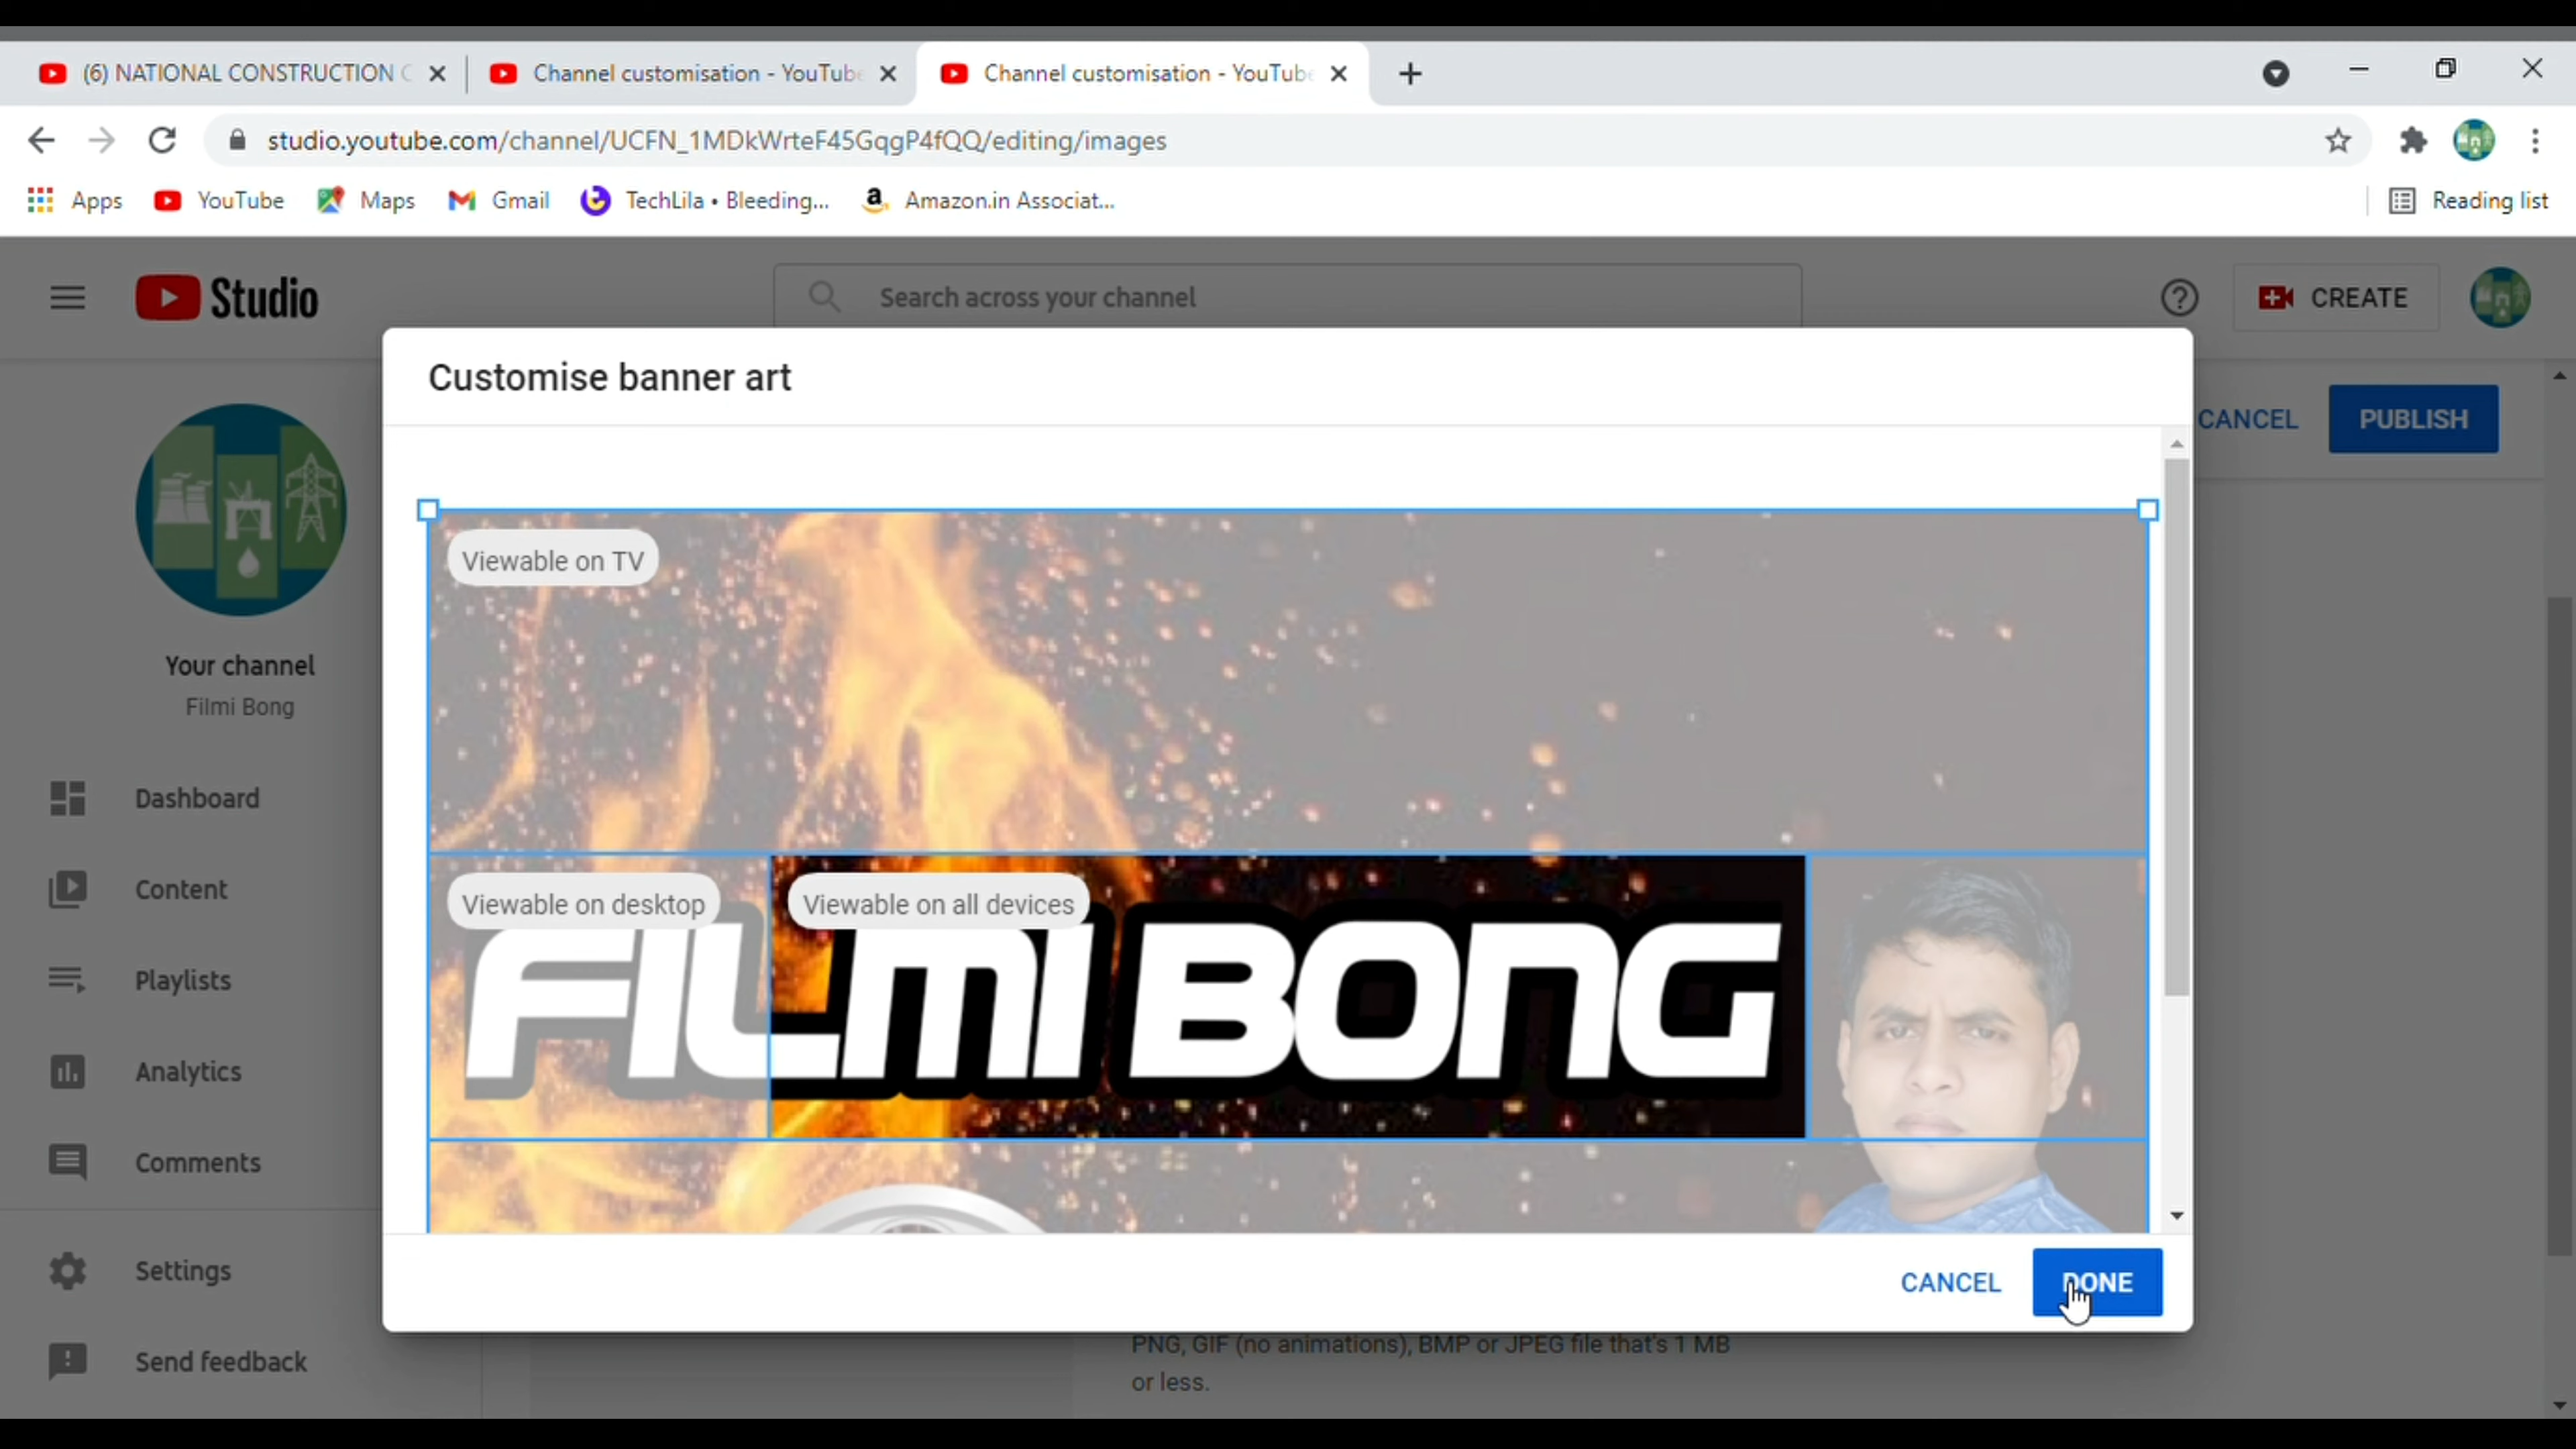 (6) NATIONAL CONSTRUCTION C
Channel customisation - YouTube
Channel customisation - YouTube
studio.youtube.com/channel/UCFN_1MDkWrteF45GqgP4fQQ/editing/images
Apps YouTube Maps Gmail TechLila • Bleeding... Amazon.in Associat... Reading list
Studio
Search across your channel
CREATE
Customise banner art
CANCEL PUBLISH
Viewable on TV
Your channel
Filmi Bong
Dashboard
Content
Viewable on desktop
Viewable on all devices
FILMI BONG
Playlists
Analytics
Comments
Settings
CANCEL DONE
Send feedback
PNG, GIF (no animations), BMP or JPEG file that's 1 MB
or less.